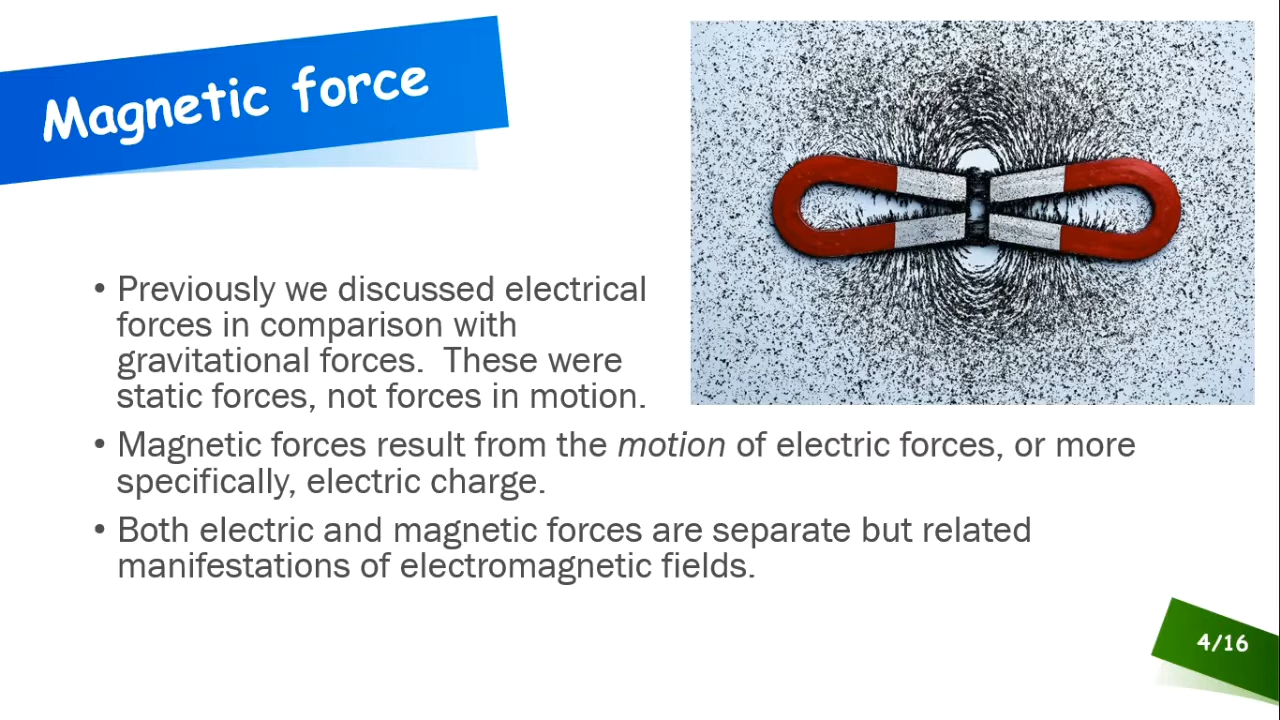 Magnetic force
• Previously we discussed electrical
forces in comparison with
gravitational forces.  These were
static forces, not forces in motion.
• Magnetic forces result from the motion of electric forces, or more
specifically, electric charge.
• Both electric and magnetic forces are separate but related
manifestations of electromagnetic fields.
4/16